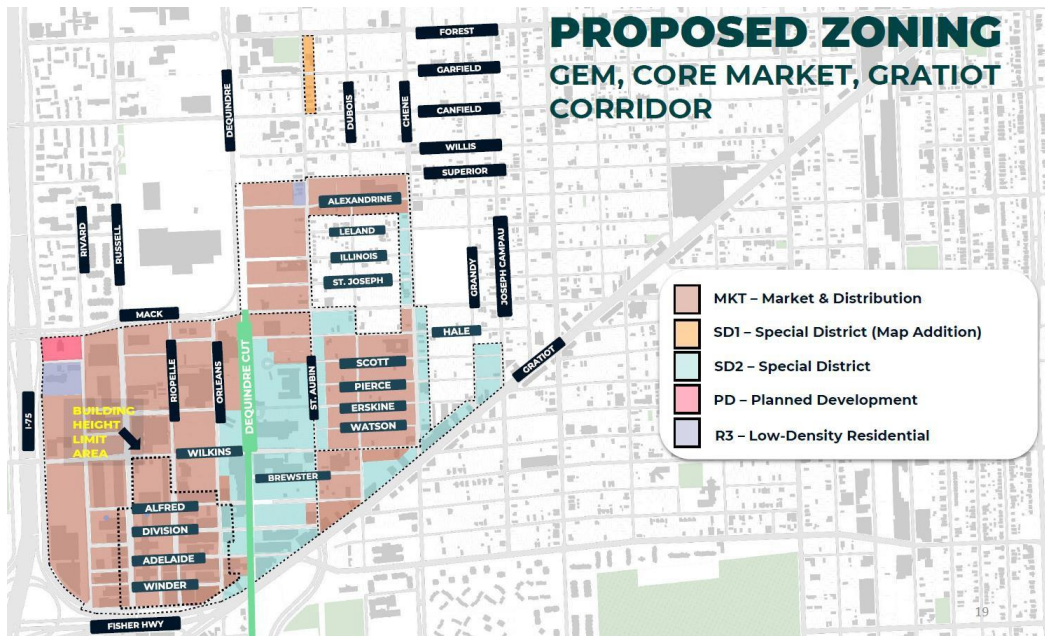 PROPOSED ZONING
GEM, CORE MARKET, GRATIOT
CORRIDOR
FOREST
GARFIELD
CANFIELD
WILLIS
SUPERIOR
DEQUINDRE
DUBOIS
CHENE
ALEXANDRINE
LELAND
ILLINOIS
ST. JOSEPH
RIVARD
RUSSELL
GRANDY
JOSEPH CAMPAU
MACK
HALE
GRATIOT
RIOPELLE
ORLEANS
DEQUINDRE CUT
ST. AUBIN
SCOTT
PIERCE
ERSKINE
WATSON
I-75
BUILDING
HEIGHT
LIMIT
AREA
WILKINS
BREWSTER
ALFRED
DIVISION
ADELAIDE
WINDER
FISHER HWY
MKT – Market & Distribution
SD1 – Special District (Map Addition)
SD2 – Special District
PD – Planned Development
R3 – Low-Density Residential
19